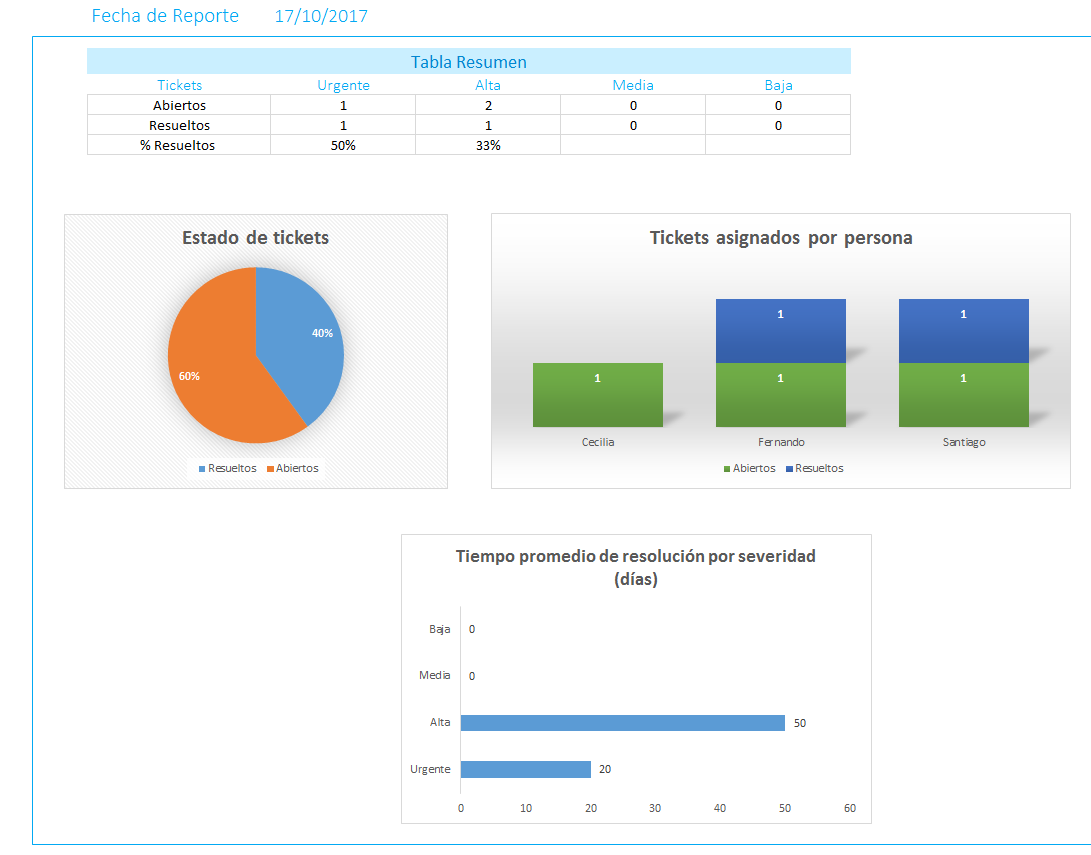 Fecha de Reporte 17/10/2017
Tabla Resumen
Tickets Urgente Alta Media Baja
Abiertos 1 2 0 0
Resueltos 1 1 0 0
% Resueltos 50% 33%
Estado de tickets
40%
60%
Resueltos Abiertos
Tickets asignados por persona
1 1
1 1 1
Cecilia Fernando Santiago
Abiertos Resueltos
Tiempo promedio de resolución por severidad
(días)
Baja 0
Media 0
Alta 50
Urgente 20
0 10 20 30 40 50 60